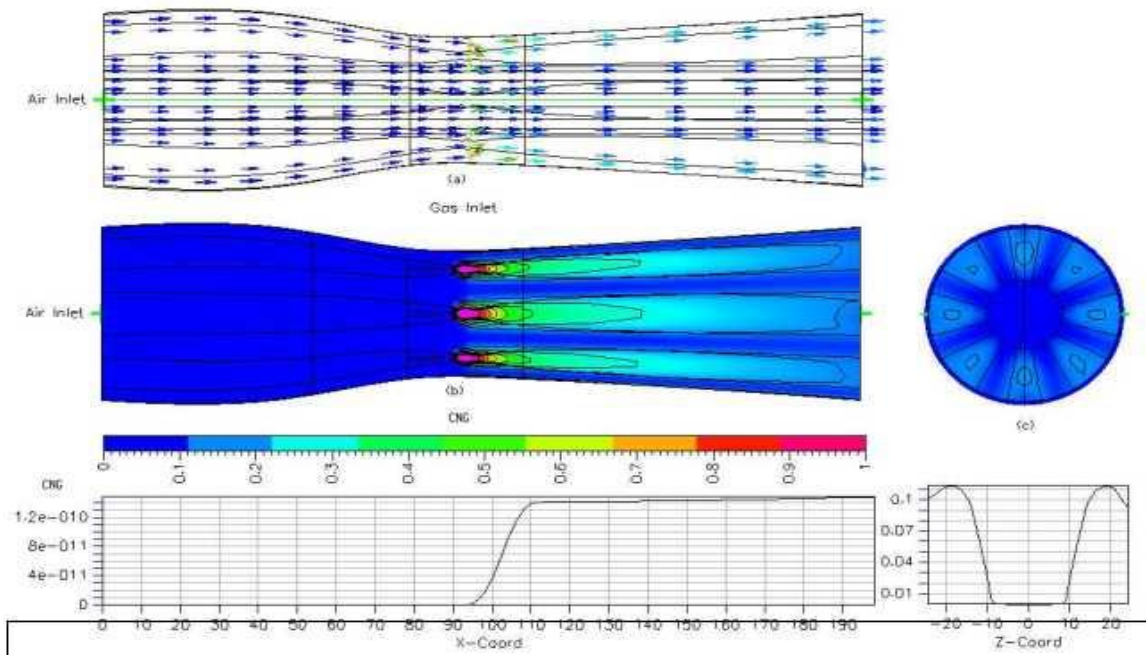 Air Inlet
(a)
Gas Inlet
Air Inlet
(b)
(c)
CNG
0 0.1 0.2 0.3 0.4 0.5 0.6 0.7 0.8 0.9 1
CNG
1.2e-010
8e-011
4e-011
0
0 10 20 30 40 50 60 70 80 90 100 110 120 130 140 150 160 170 180 190
X-Coord
0.1
0.07
0.04
0.01
-20 -10 0 10 20
Z-Coord